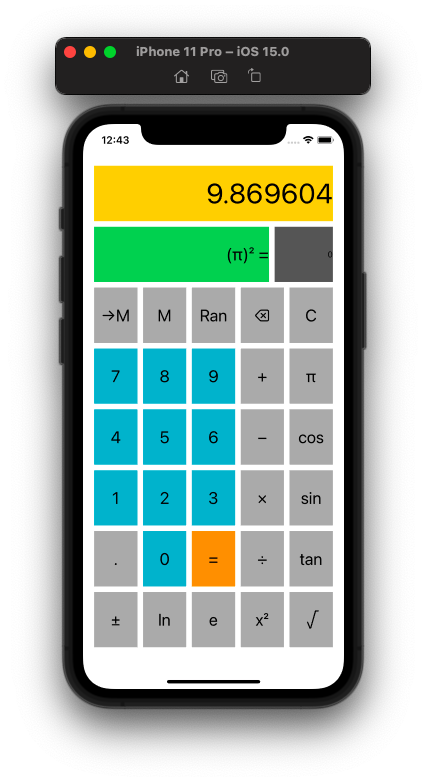 iPhone 11 Pro – iOS 15.0
12:43
9.869604
(π)² =
0
→M M Ran ⌫ C
7 8 9 + π
4 5 6 − cos
1 2 3 × sin
. 0 = ÷ tan
± ln e x² √